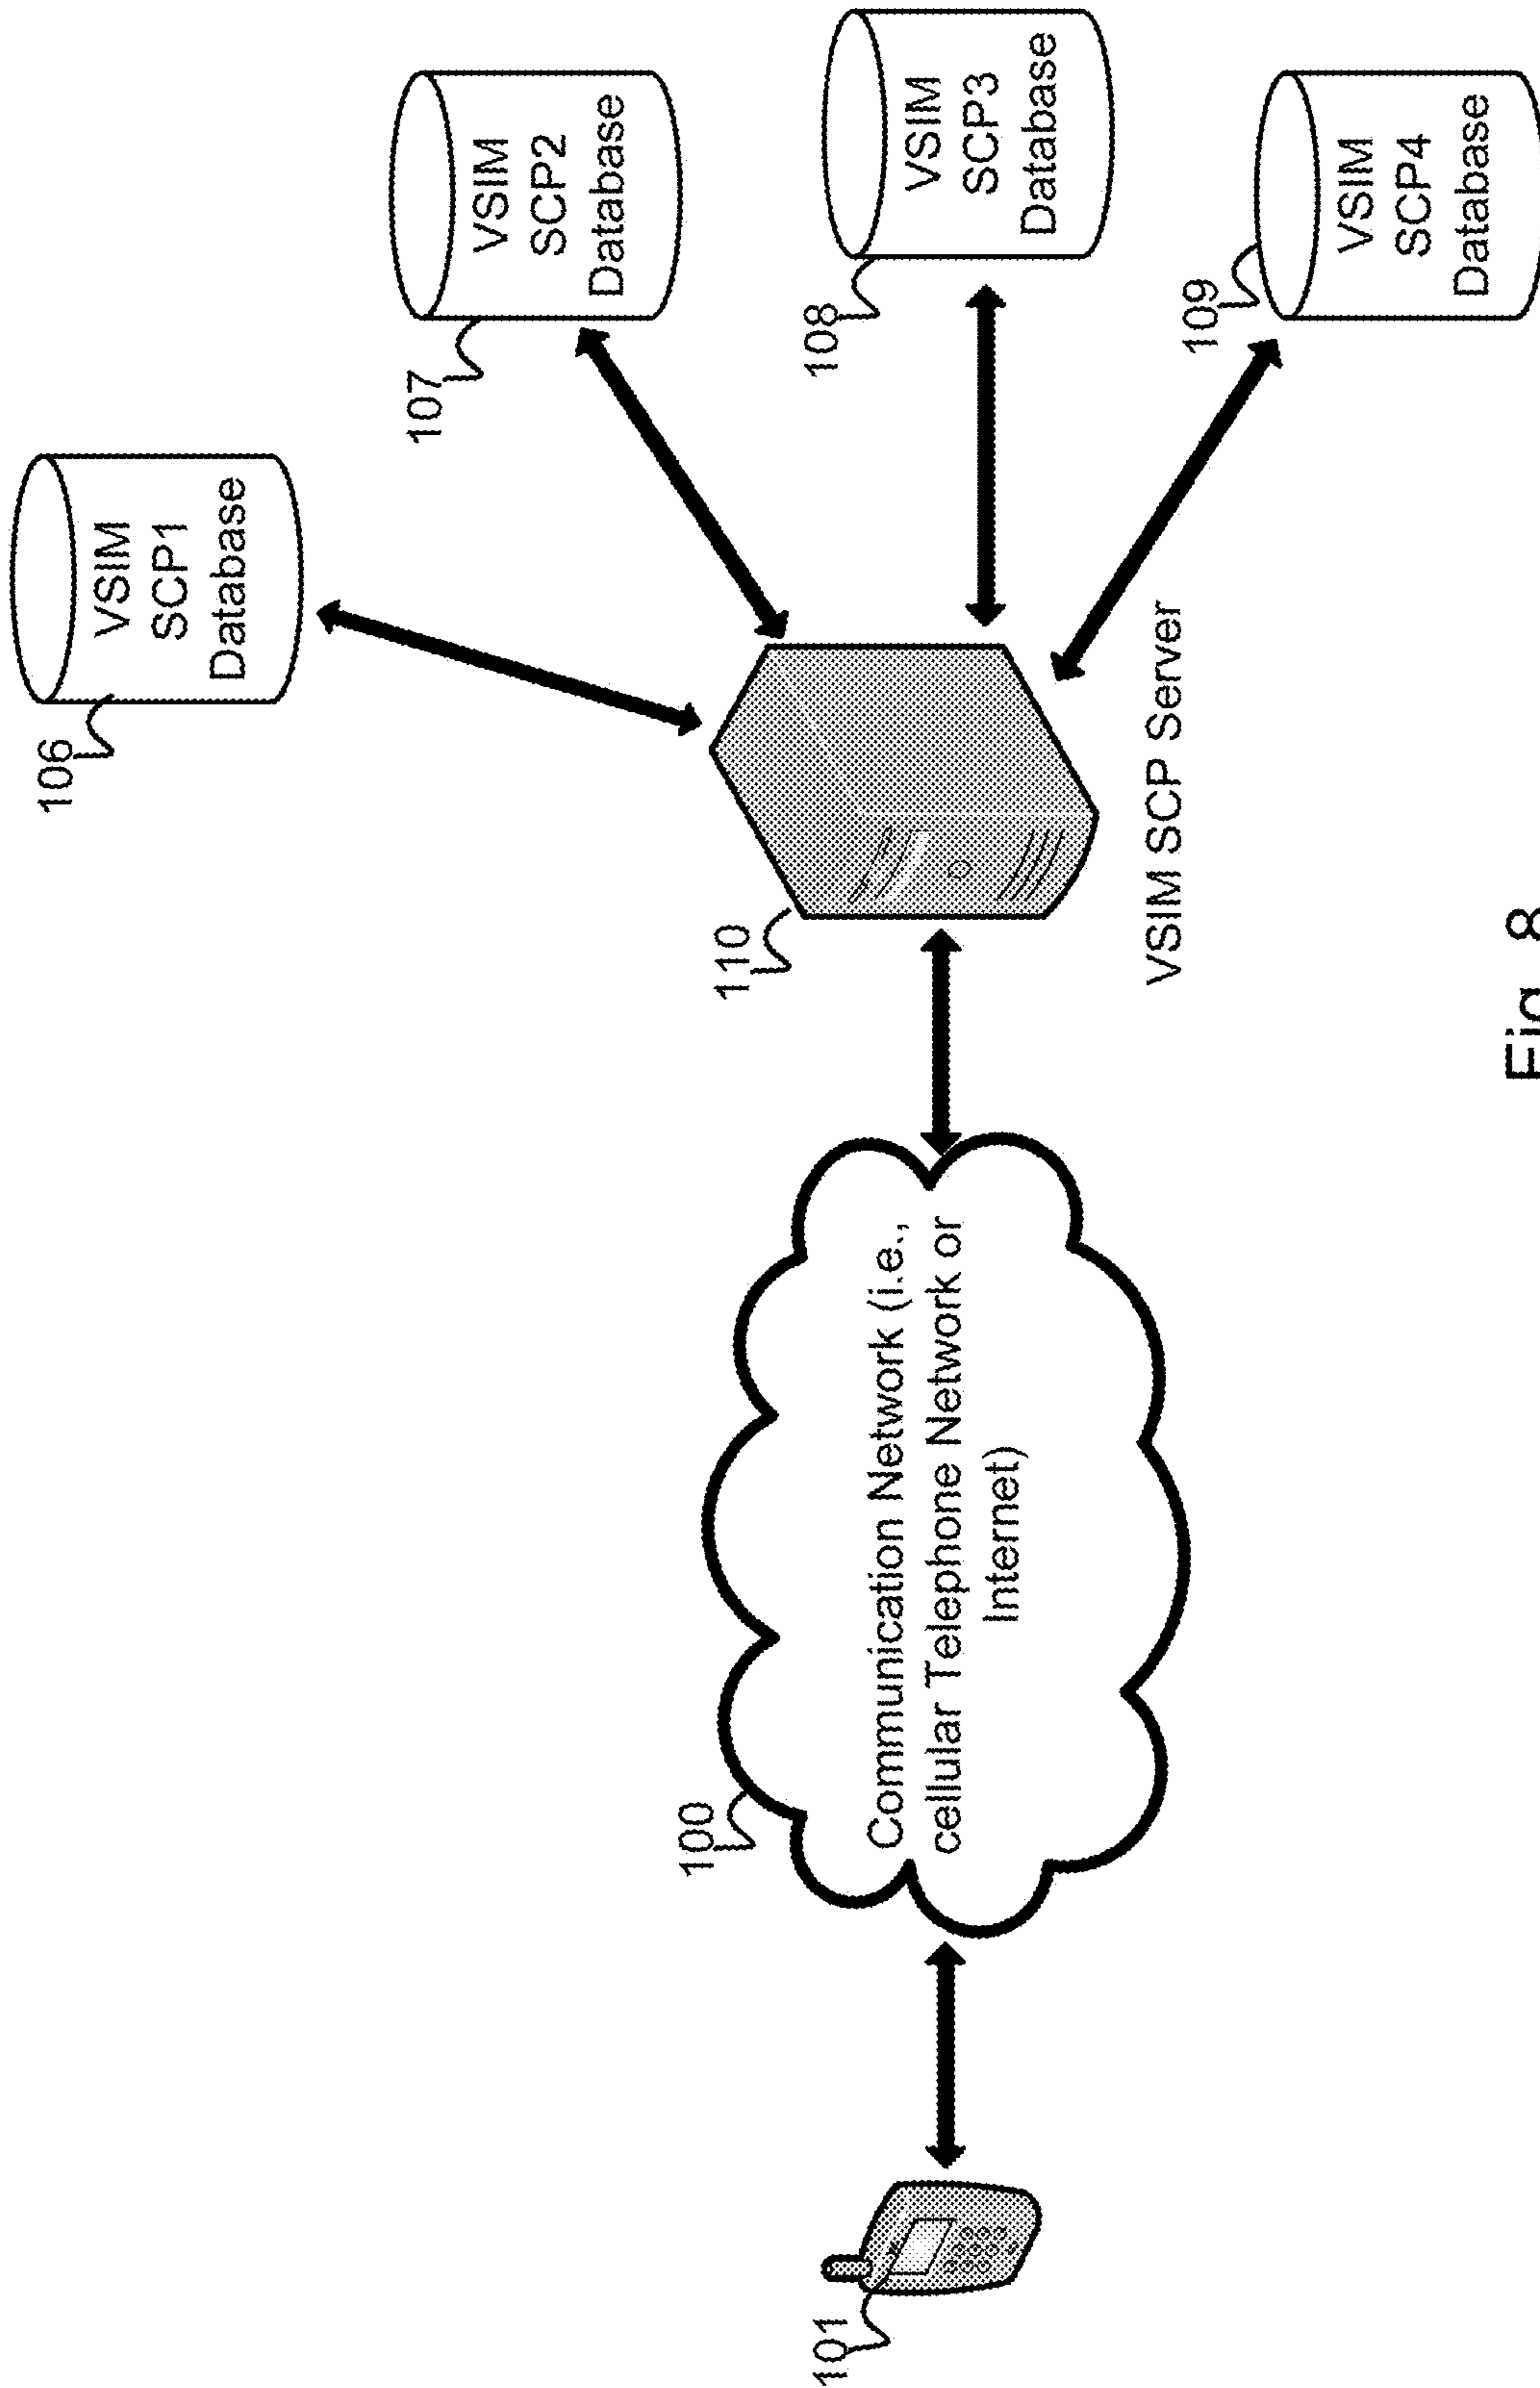 106
VSIM
SCP1
Database
107
VSIM
SCP2
Database
108
VSIM
SCP3
Database
109
VSIM
SCP4
Database
110
VSIM SCP Server
100
Communication Network (i.e.,
cellular Telephone Network or
Internet)
101
Fig. 8